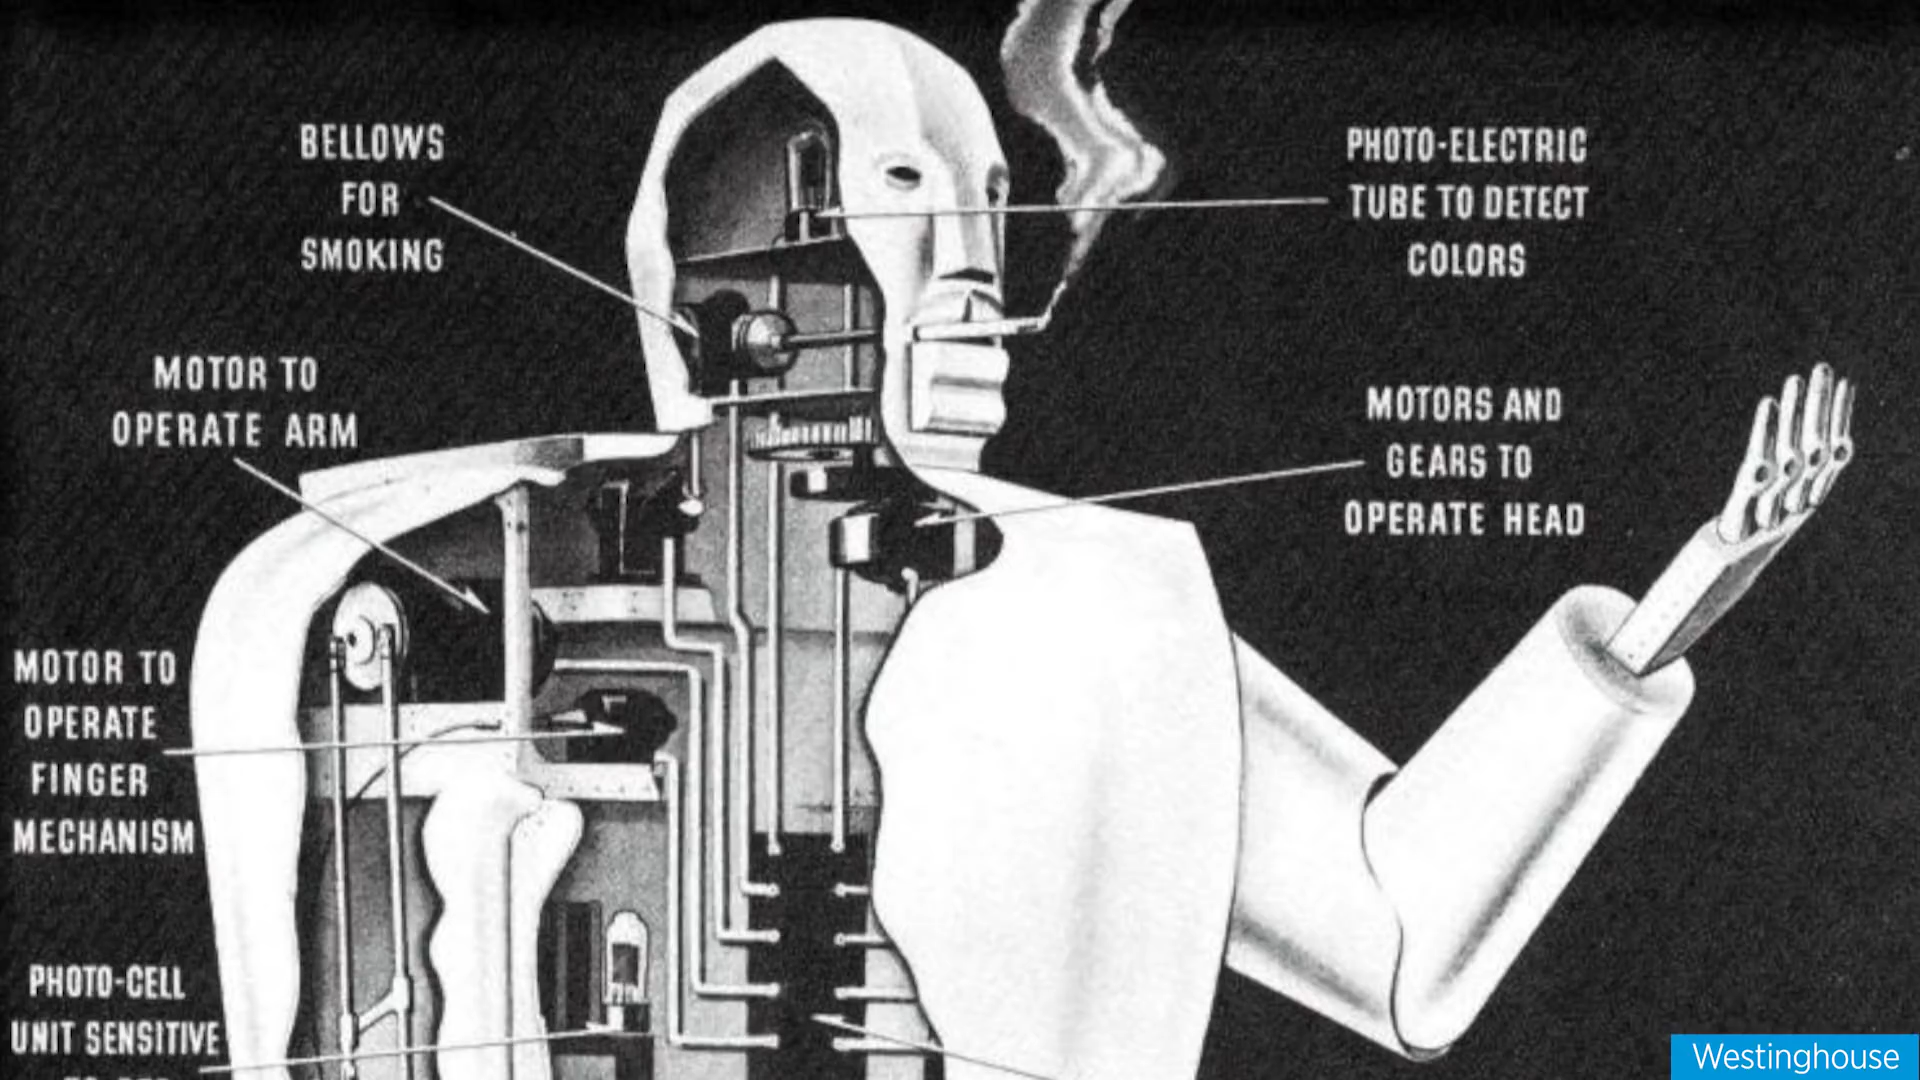 BELLOWS
FOR
SMOKING
PHOTO-ELECTRIC
TUBE TO DETECT
COLORS
MOTOR TO
OPERATE ARM
MOTORS AND
GEARS TO
OPERATE HEAD
MOTOR TO
OPERATE
FINGER
MECHANISM
PHOTO-CELL
UNIT SENSITIVE
Westinghouse